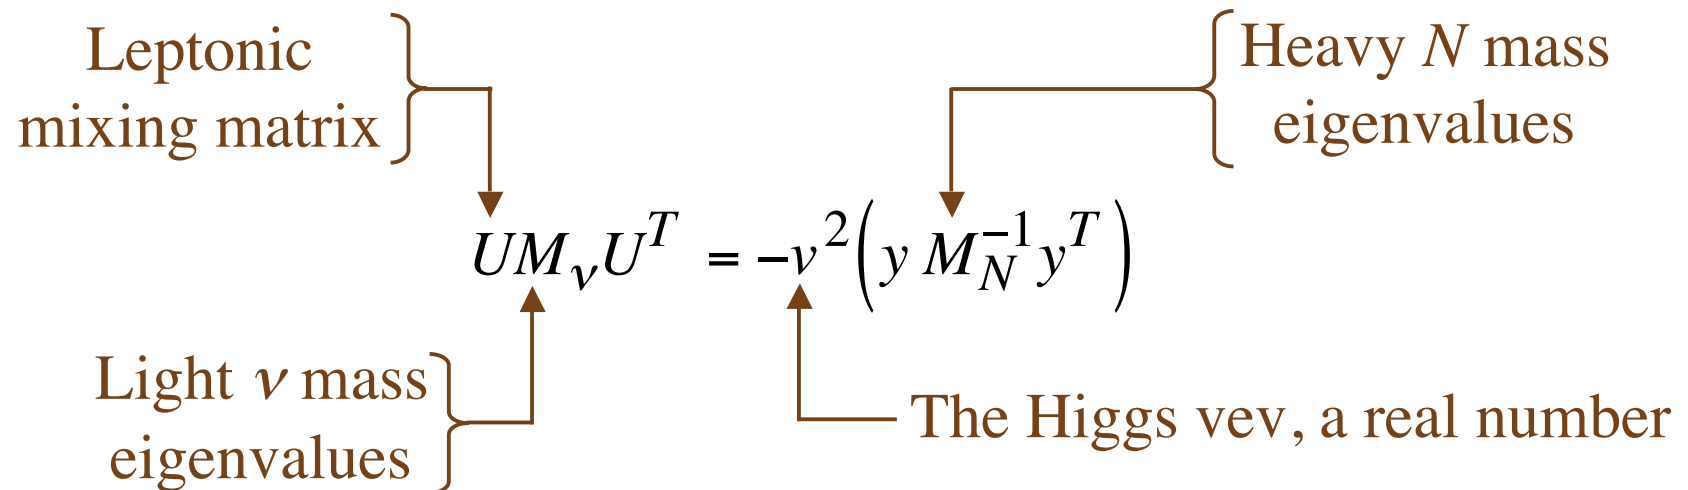 Leptonic
mixing matrix
Heavy N mass
eigenvalues
UM_νU^T = −v^2(y M_N^{−1}y^T)
Light ν mass
eigenvalues
The Higgs vev, a real number